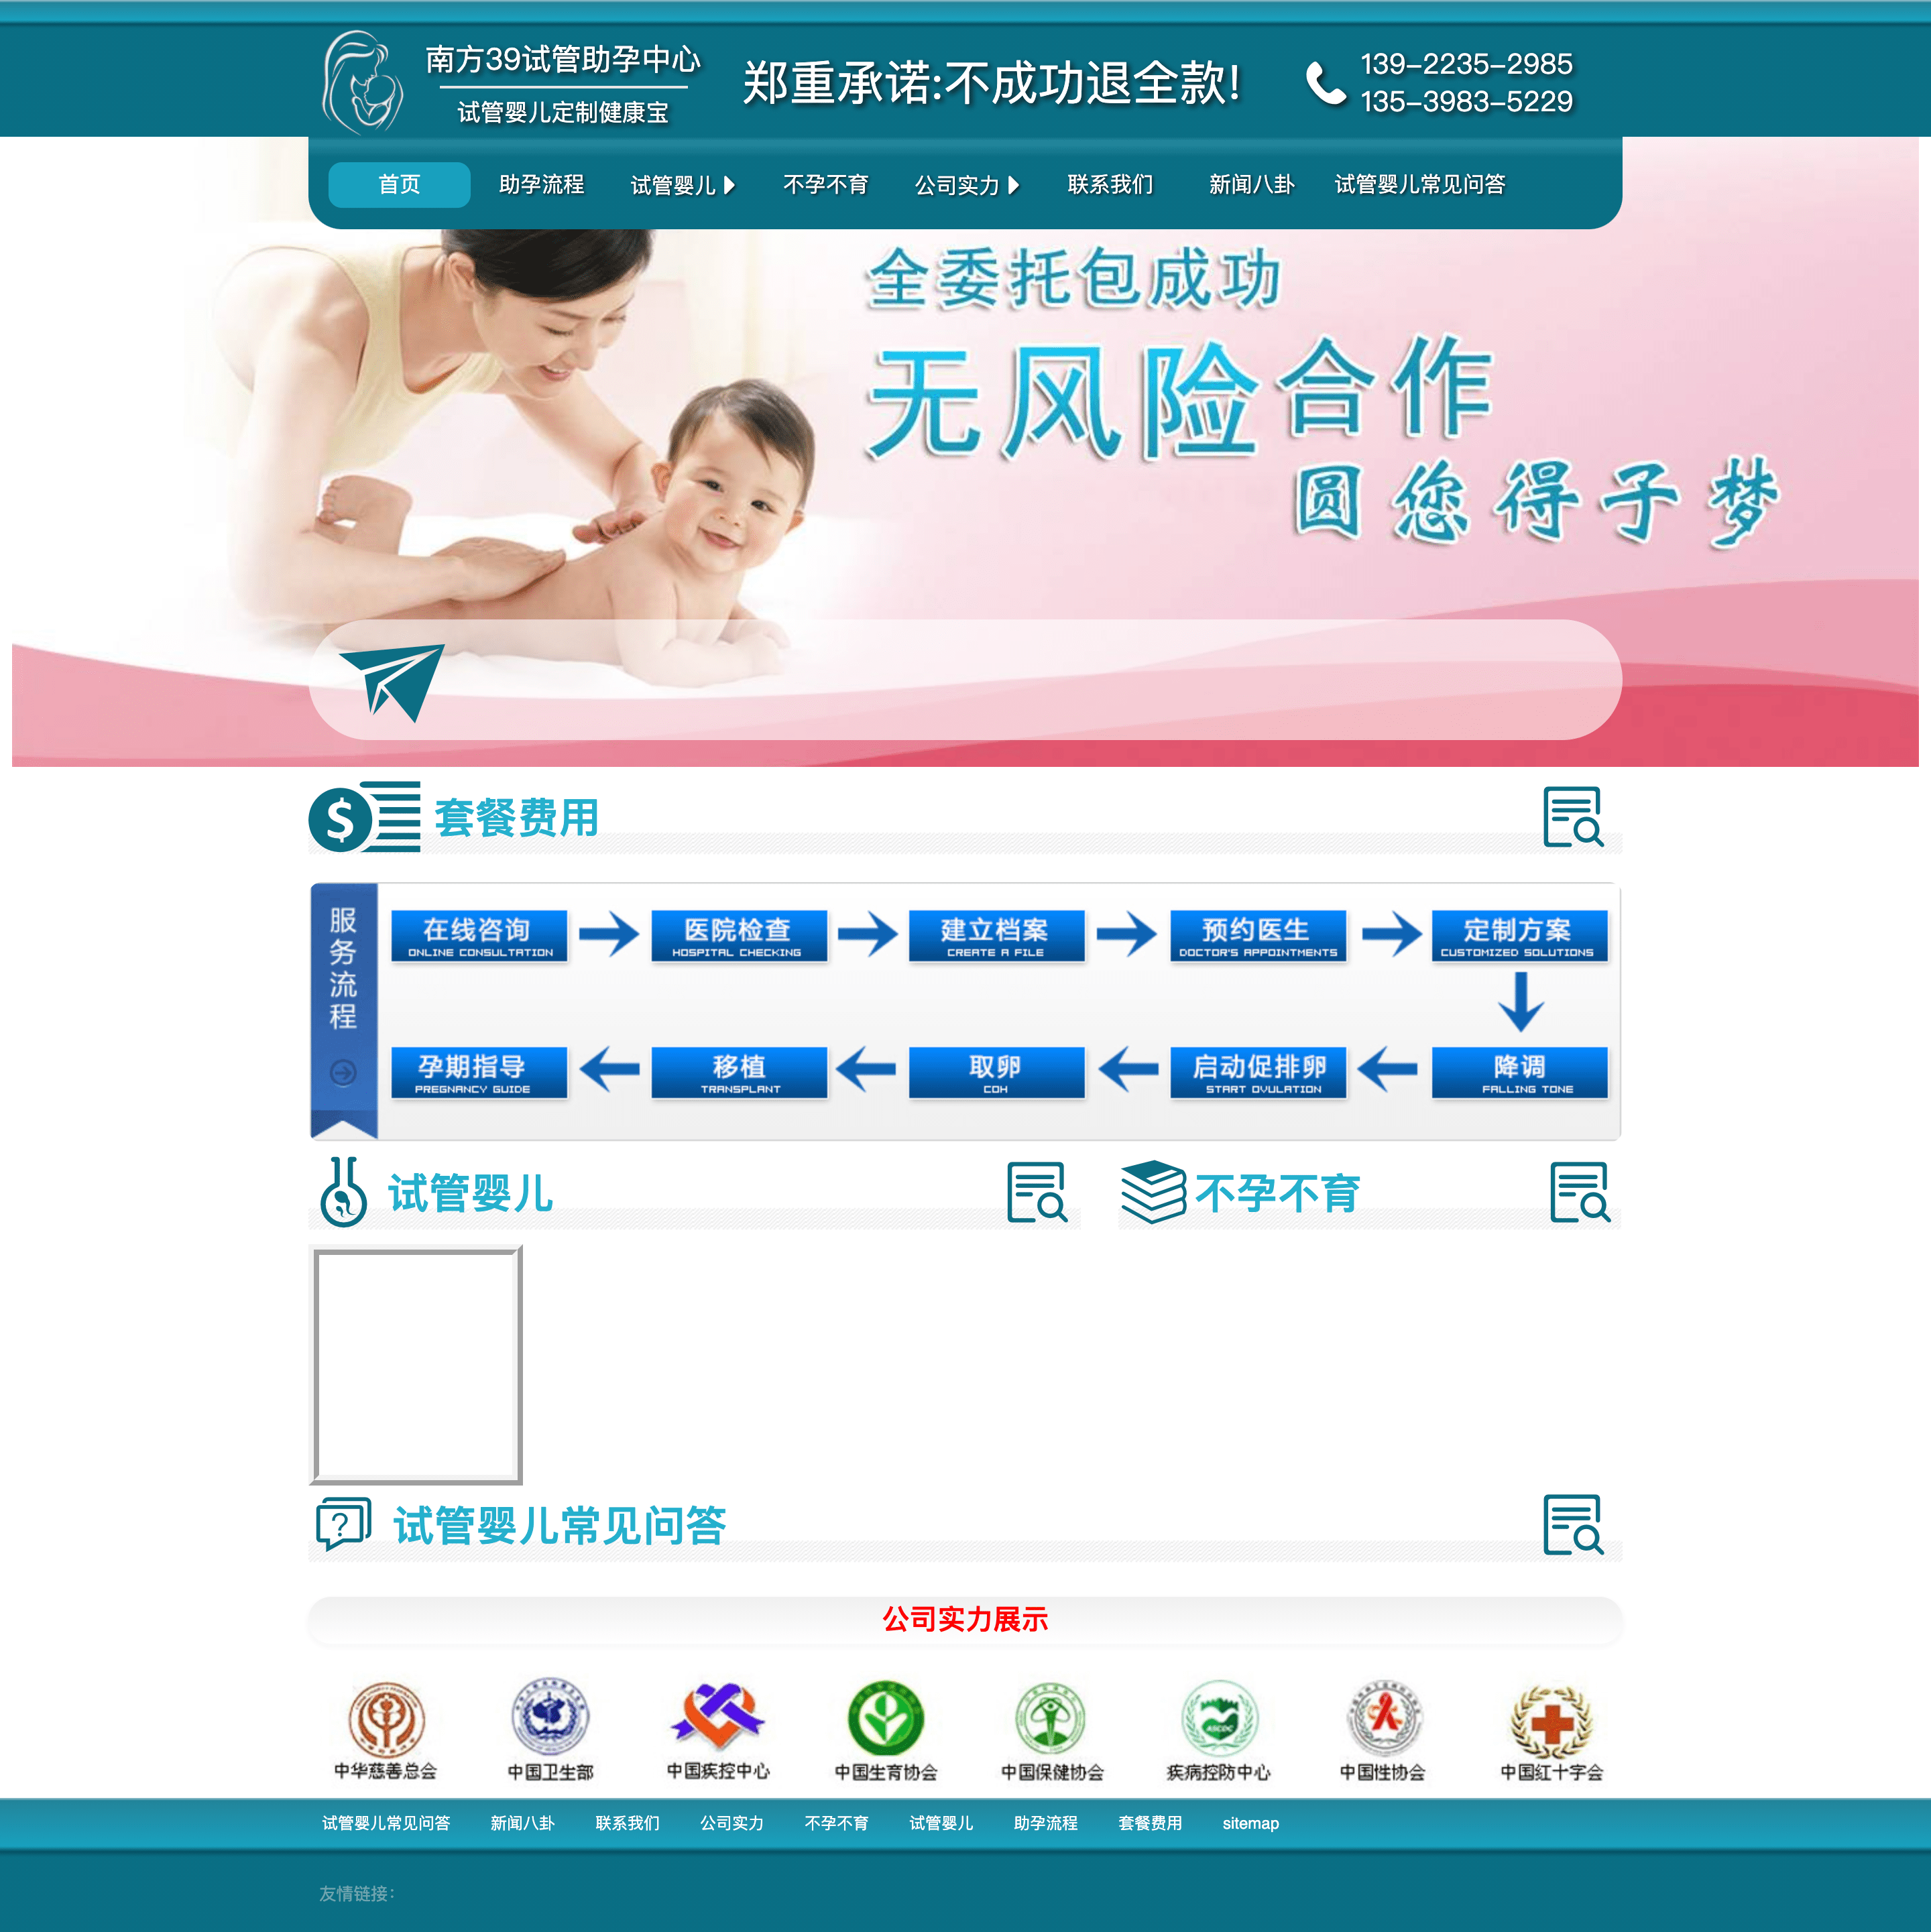 南方39试管助孕中心
试管婴儿定制健康宝
郑重承诺:不成功退全款!
139-2235-2985
135-3983-5229
首页 助孕流程 试管婴儿 不孕不育 公司实力 联系我们 新闻八卦 试管婴儿常见问答
全委托包成功
无风险合作
圆您得子梦
套餐费用
服务流程
在线咨询 医院检查 建立档案 预约医生 定制方案
ONLINE CONSULTATION HOSPITAL CHECKING CREATE A FILE DOCTOR'S APPOINTMENTS CUSTOMIZED SOLUTIONS
孕期指导 移植 取卵 启动促排卵 降调
PREGNANCY GUIDE TRANSPLANT COH START OVULATION FALLING TONE
试管婴儿 不孕不育
试管婴儿常见问答
公司实力展示
中华慈善总会 中国卫生部 中国疾控中心 中国生育协会 中国保健协会 疾病控防中心 中国性协会 中国红十字会
试管婴儿常见问答 新闻八卦 联系我们 公司实力 不孕不育 试管婴儿 助孕流程 套餐费用 sitemap
友情链接: